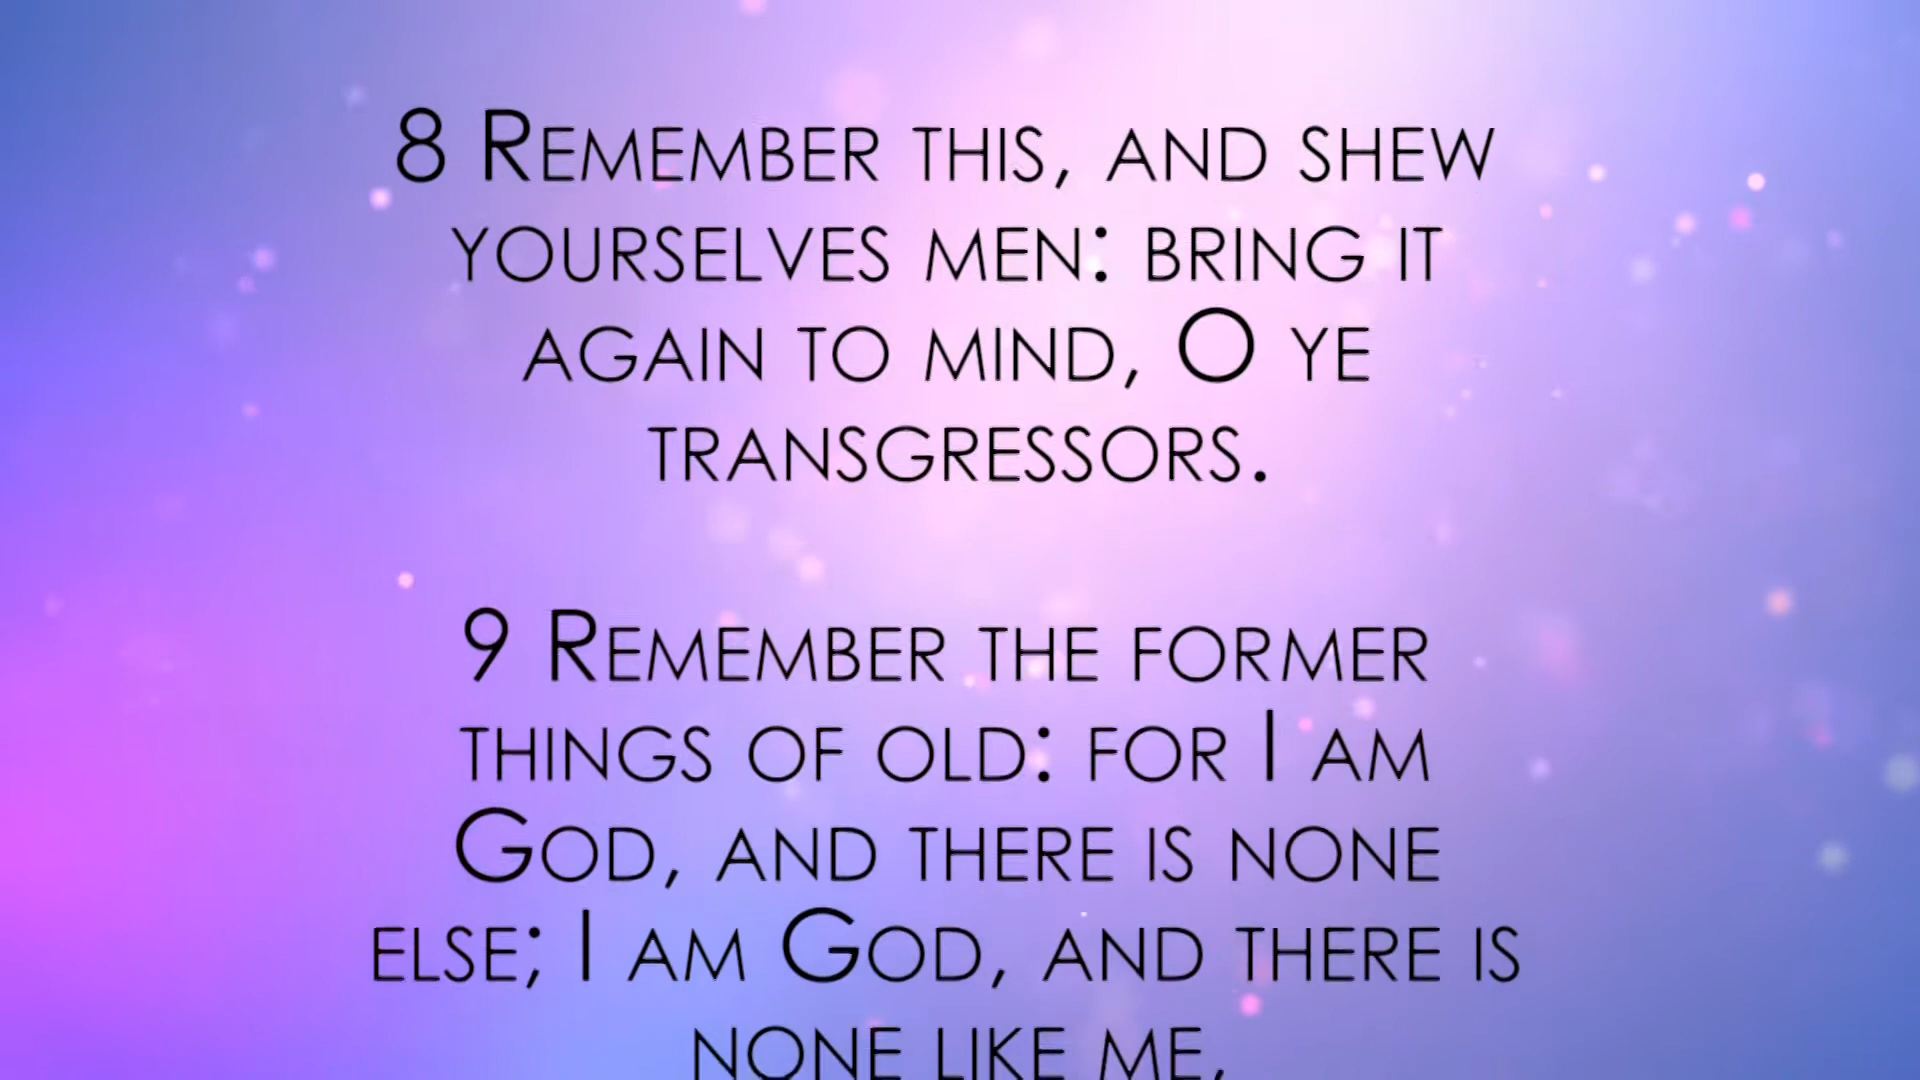 8 Remember this, and shew
yourselves men: bring it
again to mind, O ye
transgressors.
9 Remember the former
things of old: for I am
God, and there is none
else; I am God, and there is
none like me,